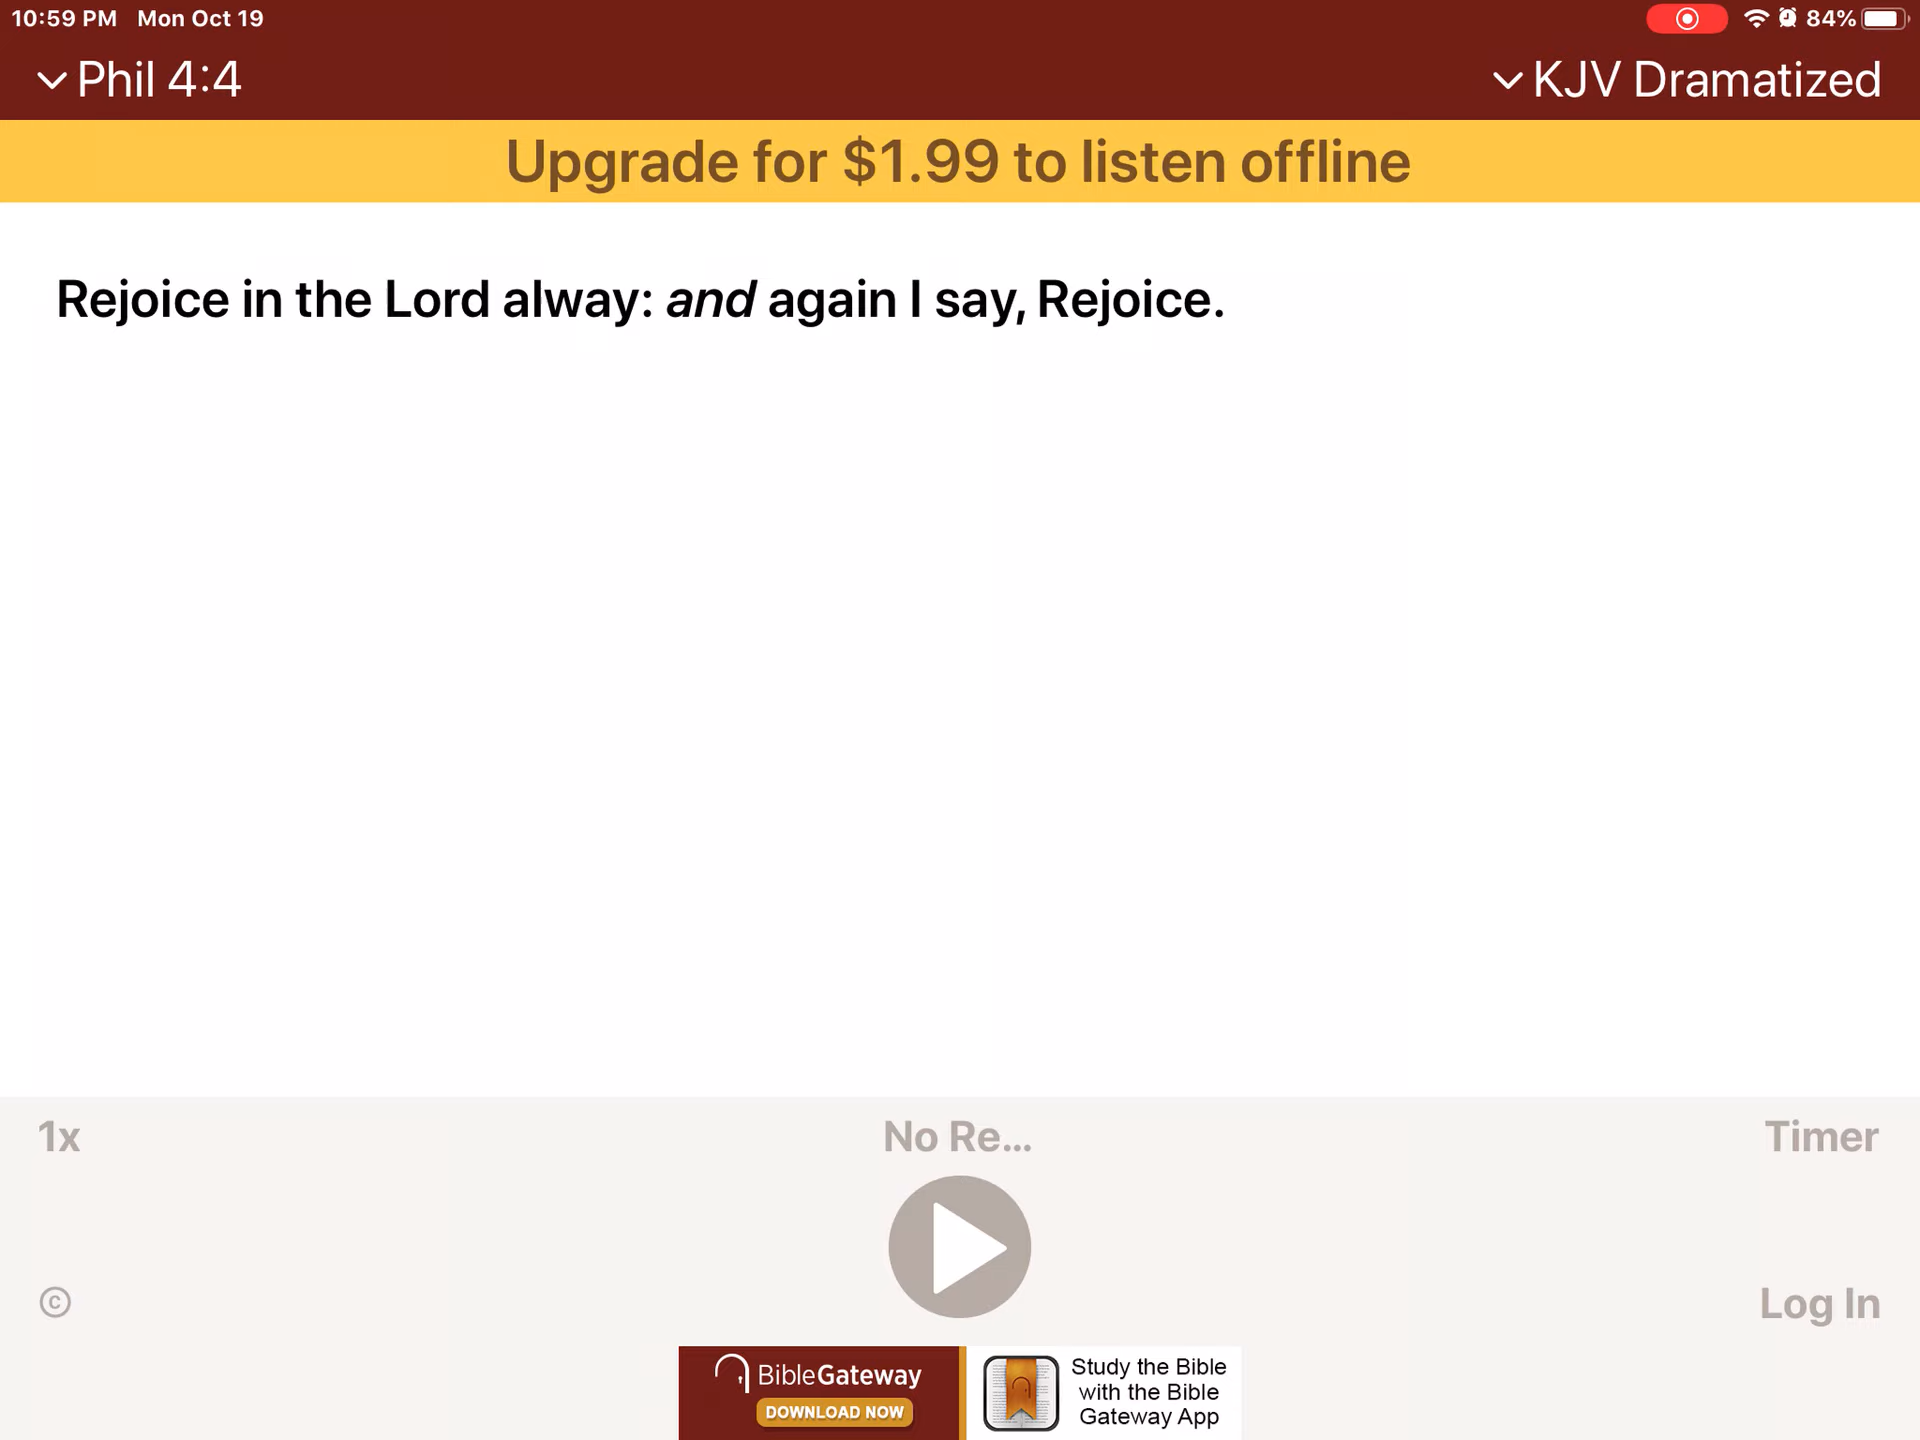 10:59 PM Mon Oct 19 84%
Phil 4:4 KJV Dramatized
Upgrade for $1.99 to listen offline
Rejoice in the Lord alway: and again I say, Rejoice.
1x No Re... Timer
© Log In
BibleGateway
DOWNLOAD NOW
Study the Bible
with the Bible
Gateway App